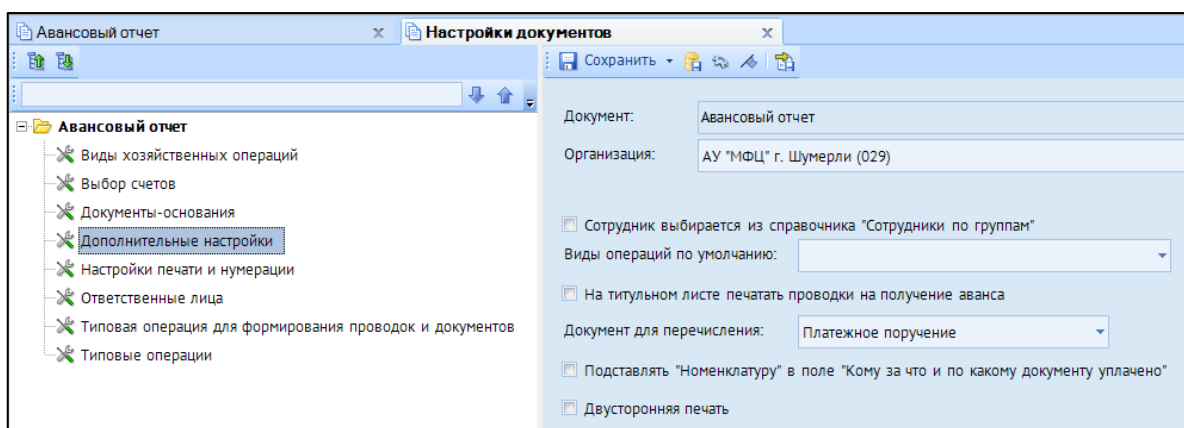 Авансовый отчет
Настройки документов
Сохранить
Авансовый отчет
Виды хозяйственных операций
Выбор счетов
Документы-основания
Дополнительные настройки
Настройки печати и нумерации
Ответственные лица
Типовая операция для формирования проводок и документов
Типовые операции
Документ: Авансовый отчет
Организация: АУ "МФЦ" г. Шумерли (029)
Сотрудник выбирается из справочника "Сотрудники по группам"
Виды операций по умолчанию:
На титульном листе печатать проводки на получение аванса
Документ для перечисления: Платежное поручение
Подставлять "Номенклатуру" в поле "Кому за что и по какому документу уплачено"
Двусторонняя печать